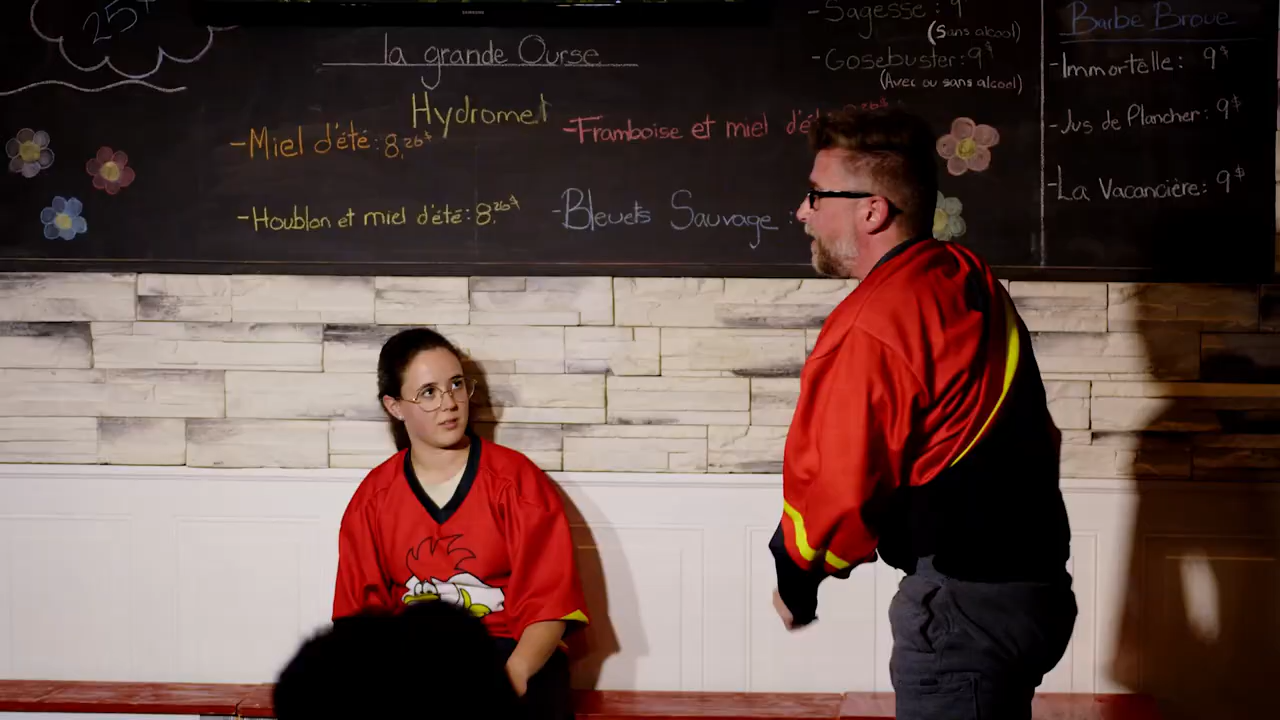 25¢
SAMSUNG
la grande Ourse
Hydromel
-Miel d'été: 8,26$
-Houblon et miel d'été: 8,26$
-Framboise et miel d'été
-Bleuets Sauvage:
-Sagesse: 9
(Sans alcool)
-Gosebuster: 9$
(Avec ou sans alcool)
Barbe Broue
-Immortelle: 9$
-Jus de Plancher: 9$
-La Vacancière: 9$